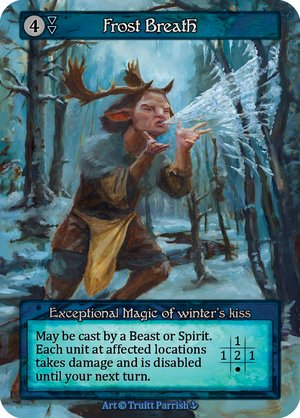 4 Frost Breath
Exceptional Magic of winter's kiss
May be cast by a Beast or Spirit.
Each unit at affected locations
takes damage and is disabled
until your next turn.
1
1 2 1
Art © Truitt Parrish